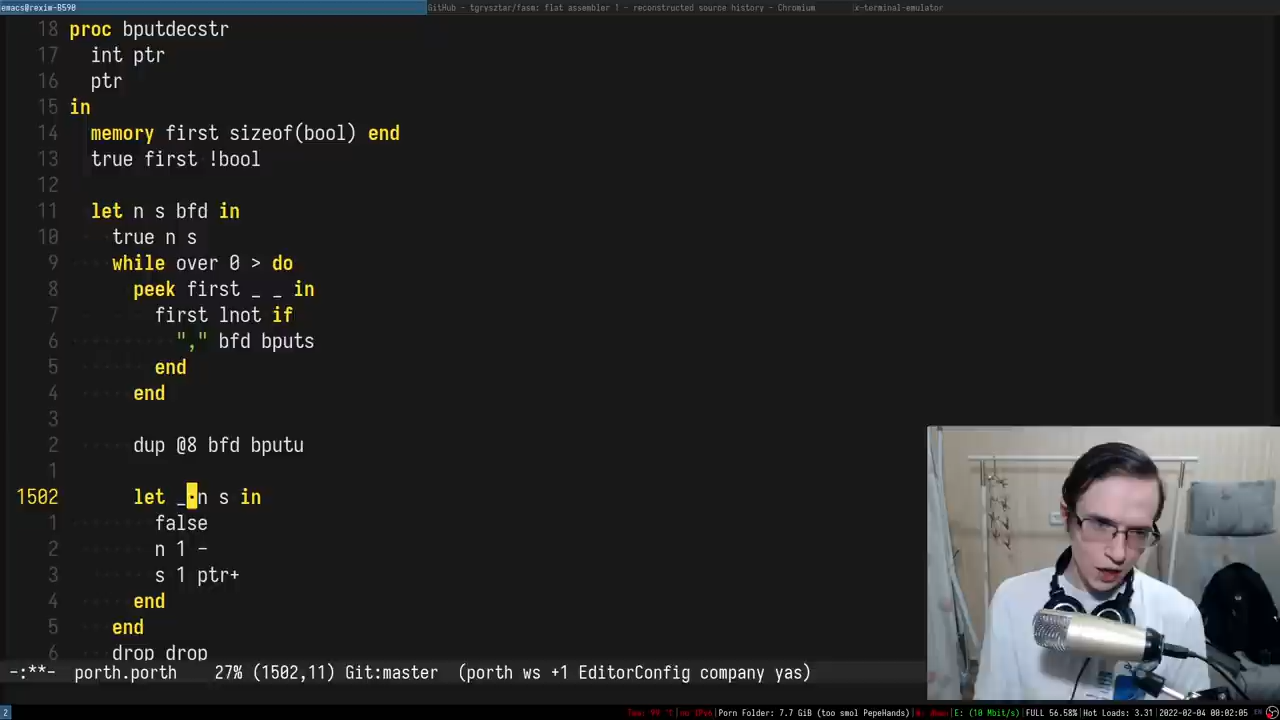 emacs@rexim-B590 GitHub - tgrysztar/fase: flat assembler 1 - reconstructed source history - Chromium x-terminal-emulator
18 proc bputdecstr
17 int ptr
16 ptr
15 in
14 memory first sizeof(bool) end
13 true first !bool
12
11 let n s bfd in
10 true n s
9 while over 0 > do
8 peek first _ _ in
7 first lnot if
6 "," bfd bputs
5 end
4 end
3
2 dup @8 bfd bputu
1
1502 let _ n s in
1 false
2 n 1 -
3 s 1 ptr+
4 end
5 end
6 drop drop
-:**- porth.porth 27% (1502,11) Git:master (porth ws +1 EditorConfig company yas)
2 Porn Folder: 7.7 GiB (too smol PepeHands) E: (10 Mbit/s) FULL 56.58% Hot Loads: 3.31 2022-02-04 00:02:05